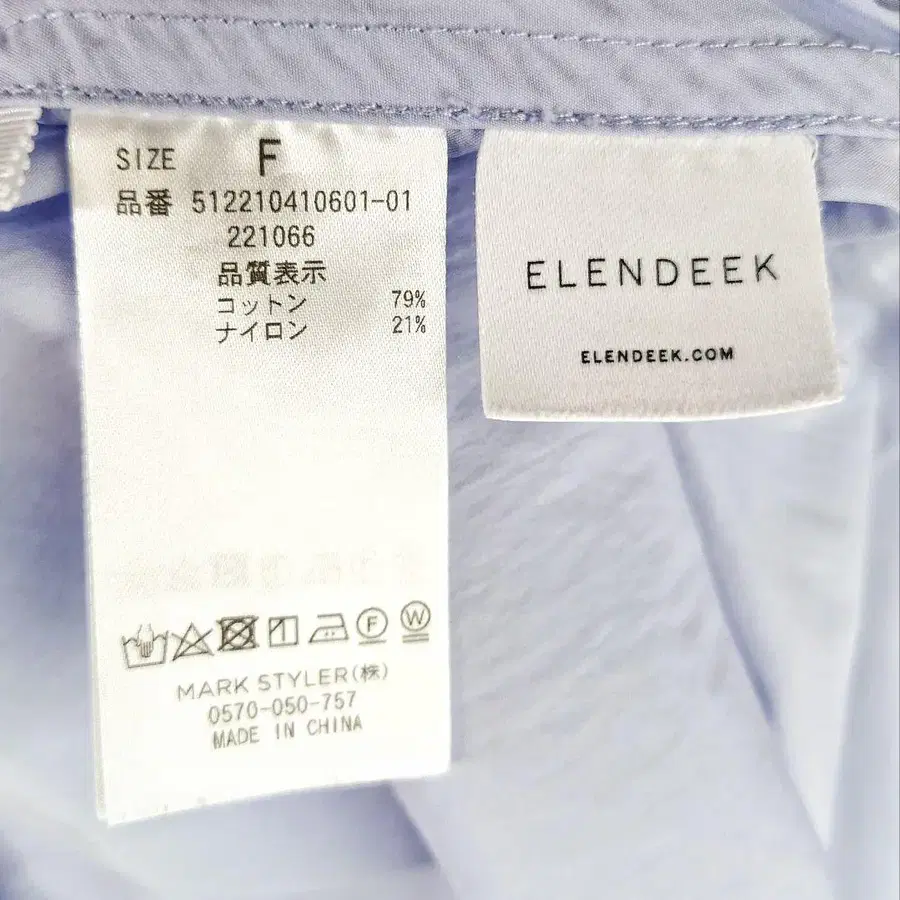 SIZE F
品番 512210410601-01
221066
品質表示
コットン 79%
ナイロン 21%
F W
MARK STYLER(株)
0570-050-757
MADE IN CHINA
ELENDEEK
ELENDEEK.COM